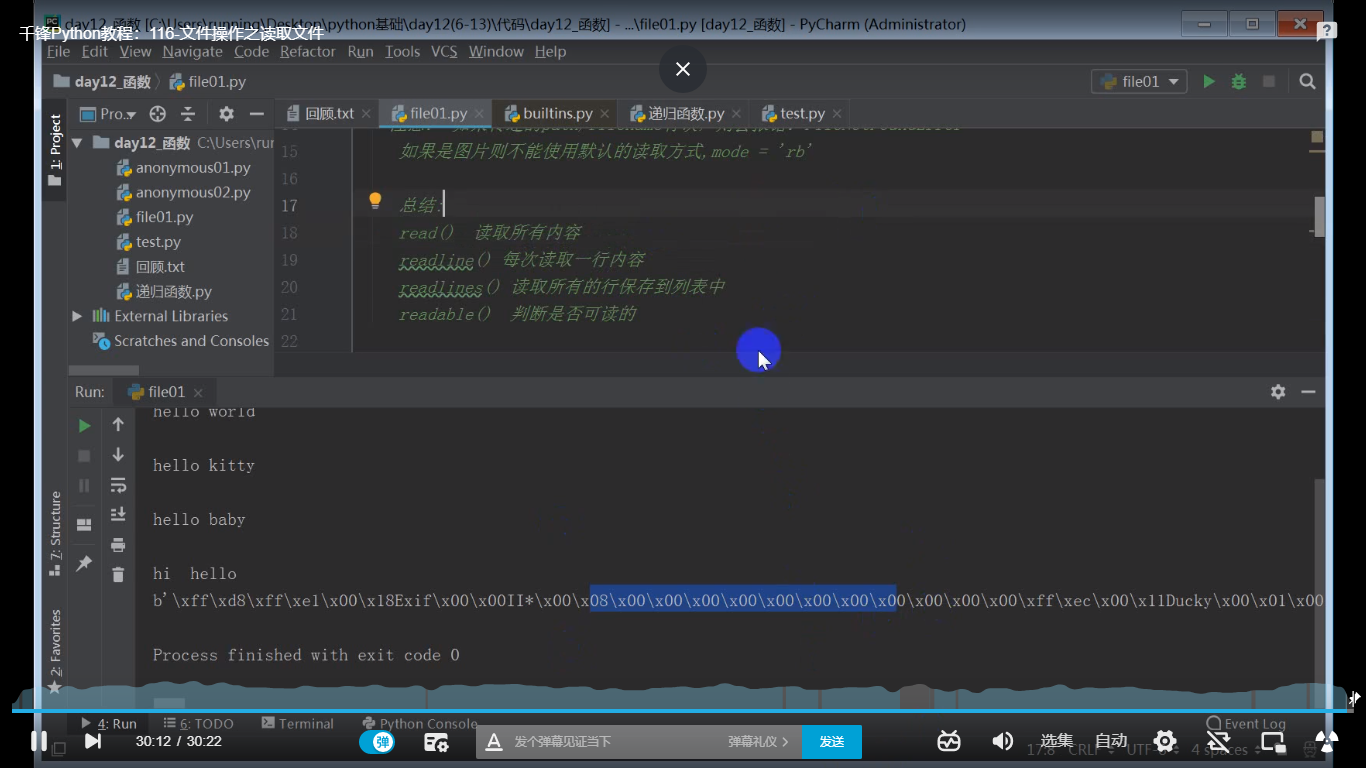 day12_函数 [C:\Users\running\Desktop\python基础\day12(6-13)\代码\day12_函数] - ...\file01.py [day12_函数] - PyCharm (Administrator)
千锋Python教程：116-文件操作之读取文件
File Edit View Navigate Code Refactor Run Tools VCS Window Help
day12_函数 file01.py file01
Pro... 回顾.txt file01.py builtins.py 递归函数.py test.py
1: Project
day12_函数 C:\Users\rur
anonymous01.py
anonymous02.py
file01.py
test.py
回顾.txt
递归函数.py
External Libraries
Scratches and Consoles
15 如果是图片则不能使用默认的读取方式,mode = 'rb'
16
17 总结:
18 read() 读取所有内容
19 readline() 每次读取一行内容
20 readlines() 读取所有的行保存到列表中
21 readable() 判断是否可读的
22
Run: file01
hello world
hello kitty
hello baby
hi hello
b'\xff\xd8\xff\xe1\x00\x18Exif\x00\x00II*\x00\x08\x00\x00\x00\x00\x00\x00\x00\x00\x00\x00\x00\xff\xec\x00\x11Ducky\x00\x01\x00
Process finished with exit code 0
7: Structure
2: Favorites
4: Run 6: TODO Terminal Python Console Event Log
30:12 / 30:22 弹 发个弹幕见证当下 弹幕礼仪 发送 选集 自动
17:6 CRLF UTF-8 4 spaces